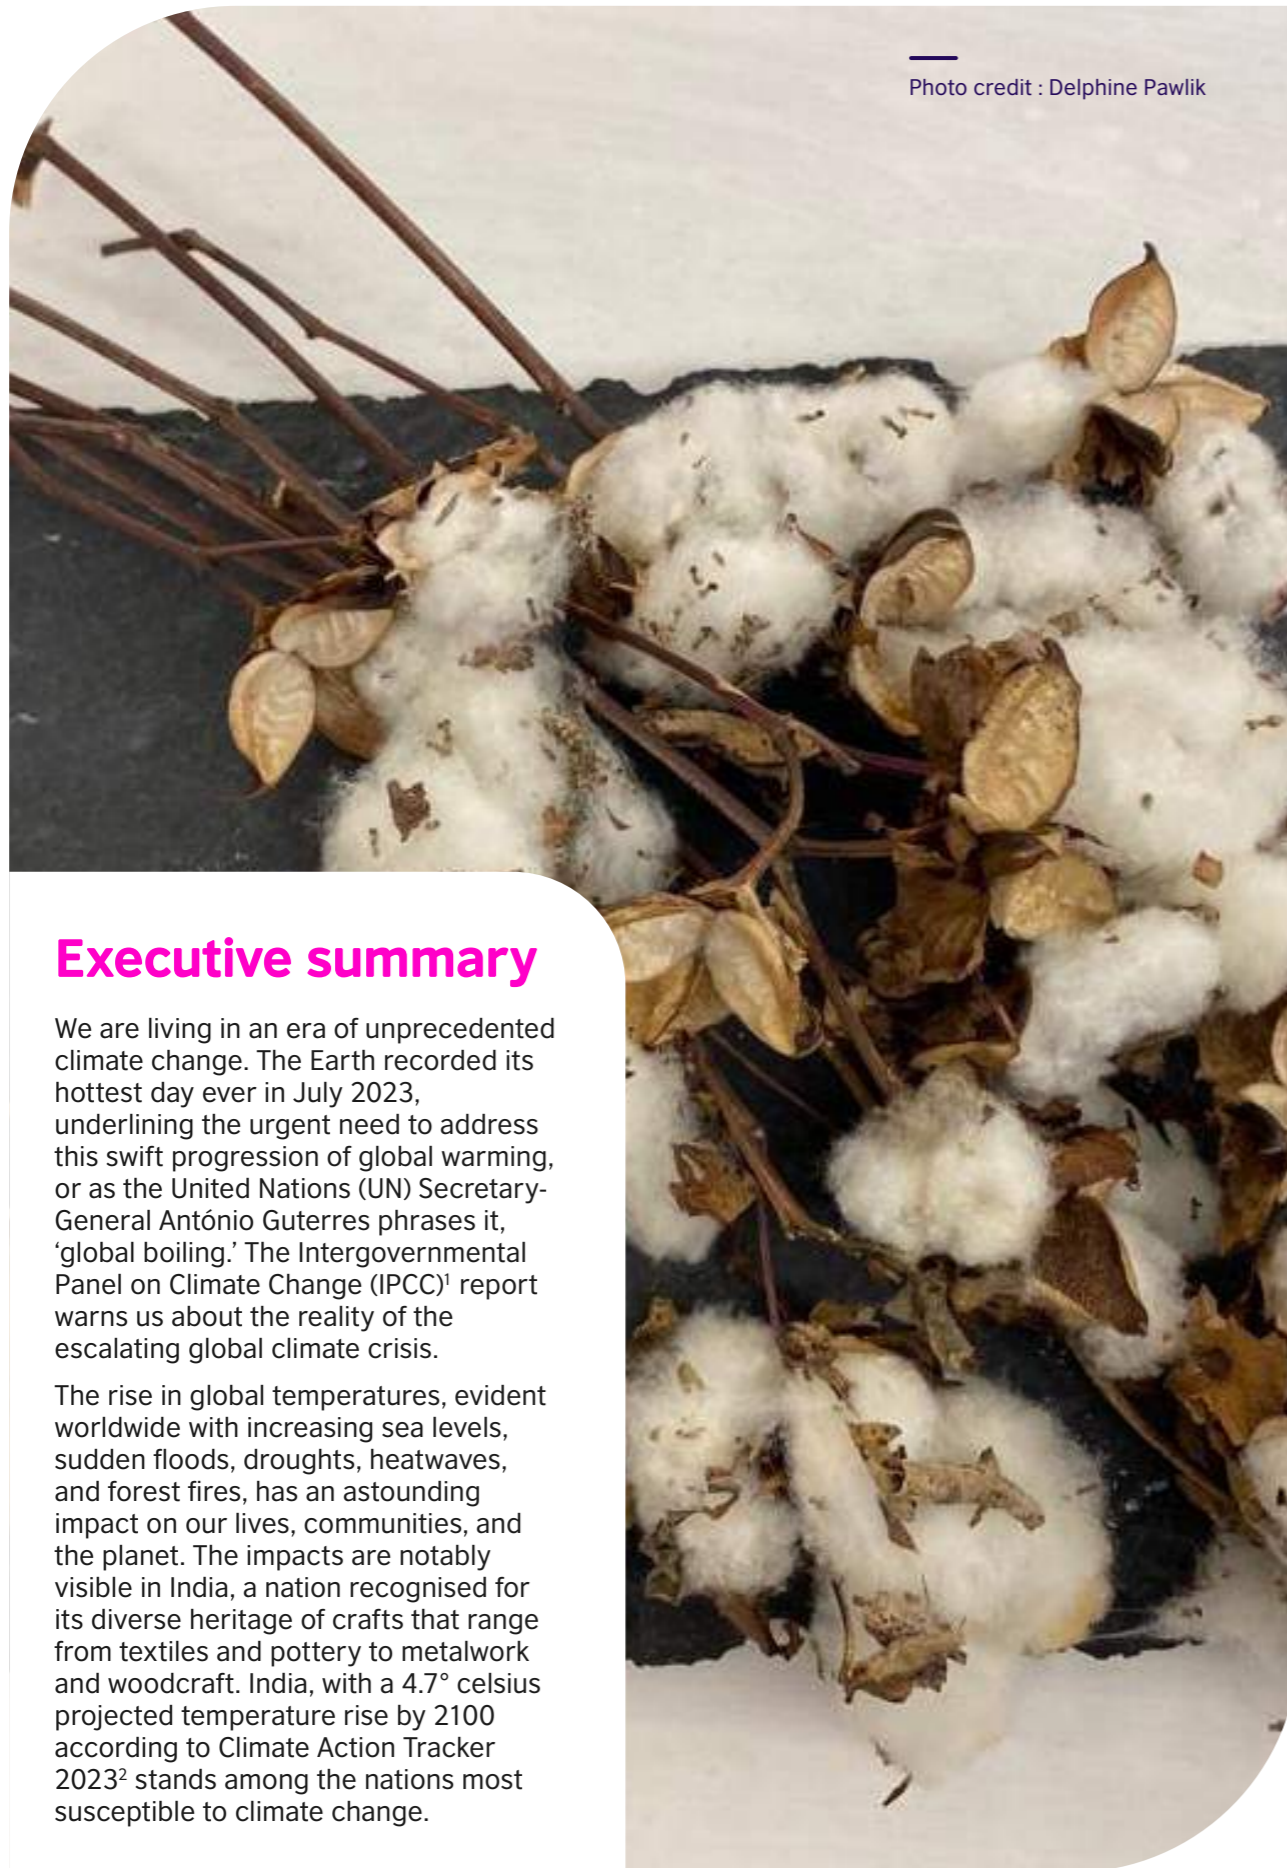 Photo credit : Delphine Pawlik
Executive summary
We are living in an era of unprecedented
climate change. The Earth recorded its
hottest day ever in July 2023,
underlining the urgent need to address
this swift progression of global warming,
or as the United Nations (UN) Secretary-
General António Guterres phrases it,
‘global boiling.’ The Intergovernmental
Panel on Climate Change (IPCC)¹ report
warns us about the reality of the
escalating global climate crisis.
The rise in global temperatures, evident
worldwide with increasing sea levels,
sudden floods, droughts, heatwaves,
and forest fires, has an astounding
impact on our lives, communities, and
the planet. The impacts are notably
visible in India, a nation recognised for
its diverse heritage of crafts that range
from textiles and pottery to metalwork
and woodcraft. India, with a 4.7° celsius
projected temperature rise by 2100
according to Climate Action Tracker
2023² stands among the nations most
susceptible to climate change.